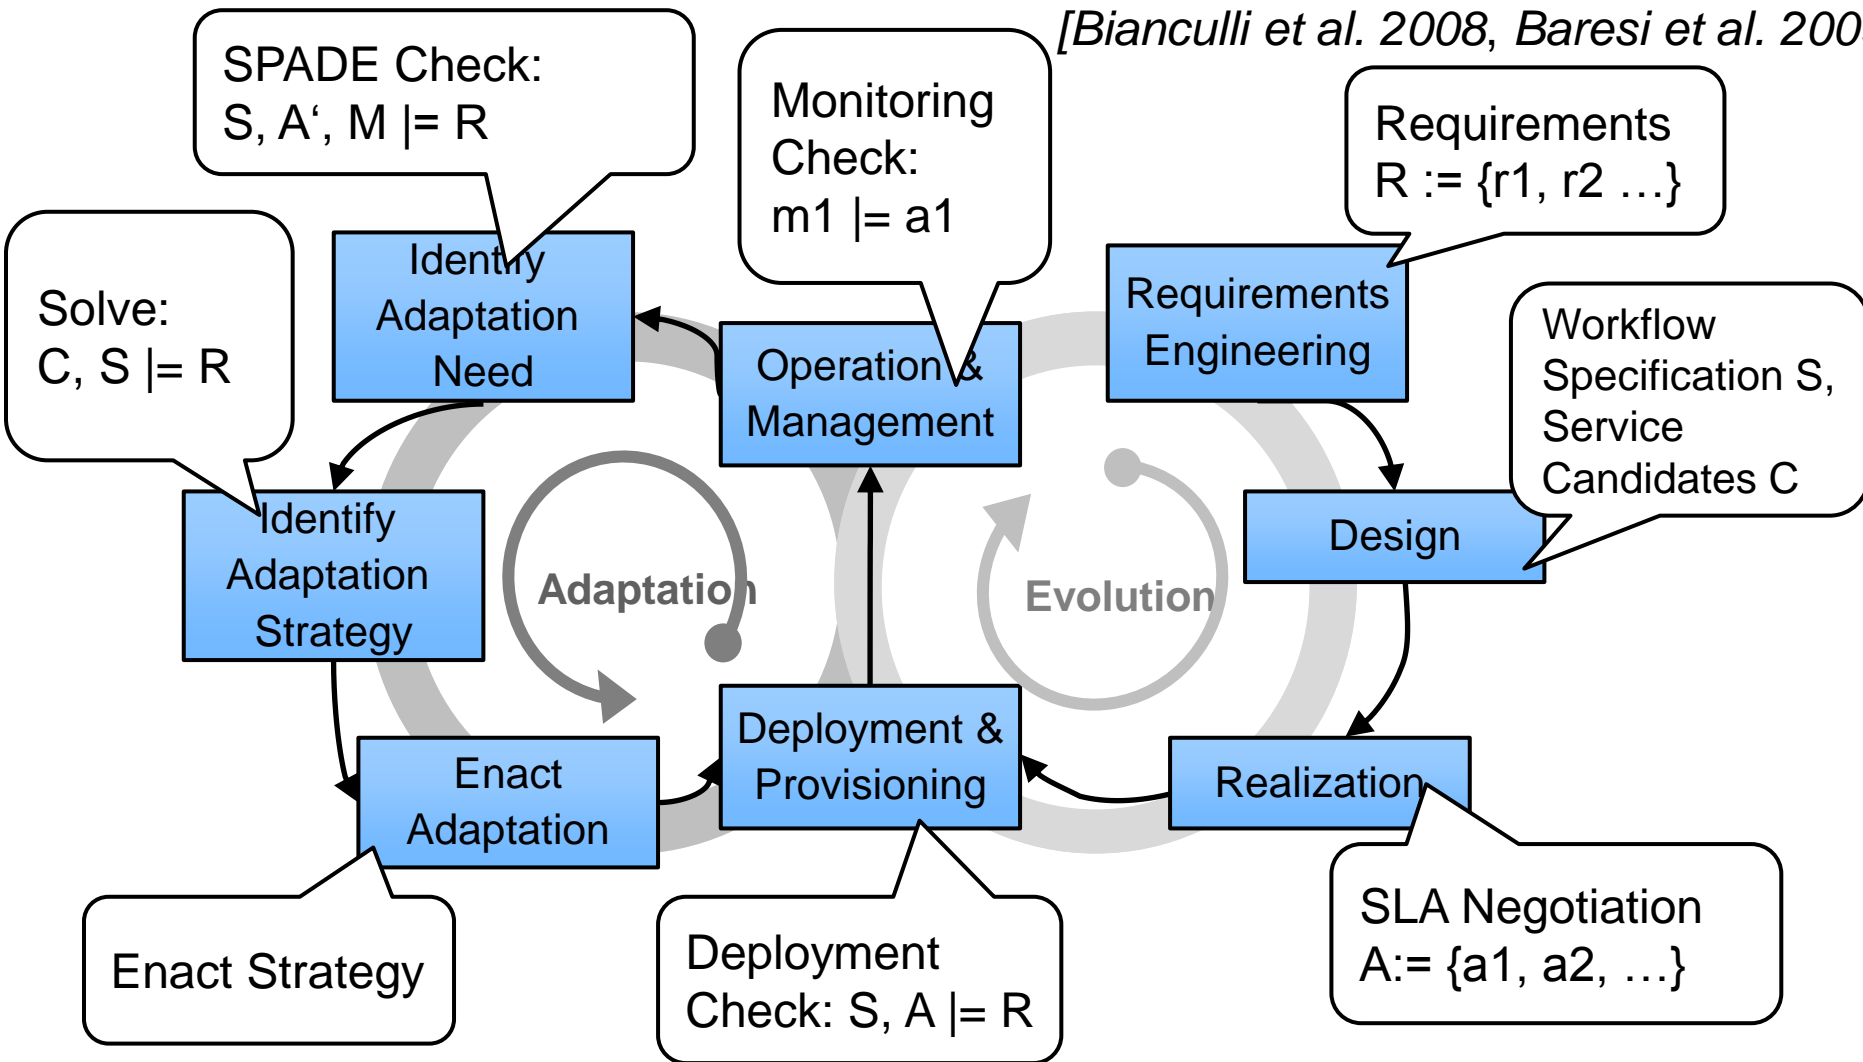 [Bianculli et al. 2008, Baresi et al. 200
SPADE Check:
S, A‘, M |= R
Monitoring
Check:
m1 |= a1
Requirements
R := {r1, r2 …}
Solve:
C, S |= R
Identify
Adaptation
Need
Operation &
Management
Requirements
Engineering
Workflow
Specification S,
Service
Candidates C
Identify
Adaptation
Strategy
Adaptation
Evolution
Design
Enact
Adaptation
Deployment &
Provisioning
Realization
Enact Strategy
Deployment
Check: S, A |= R
SLA Negotiation
A:= {a1, a2, …}